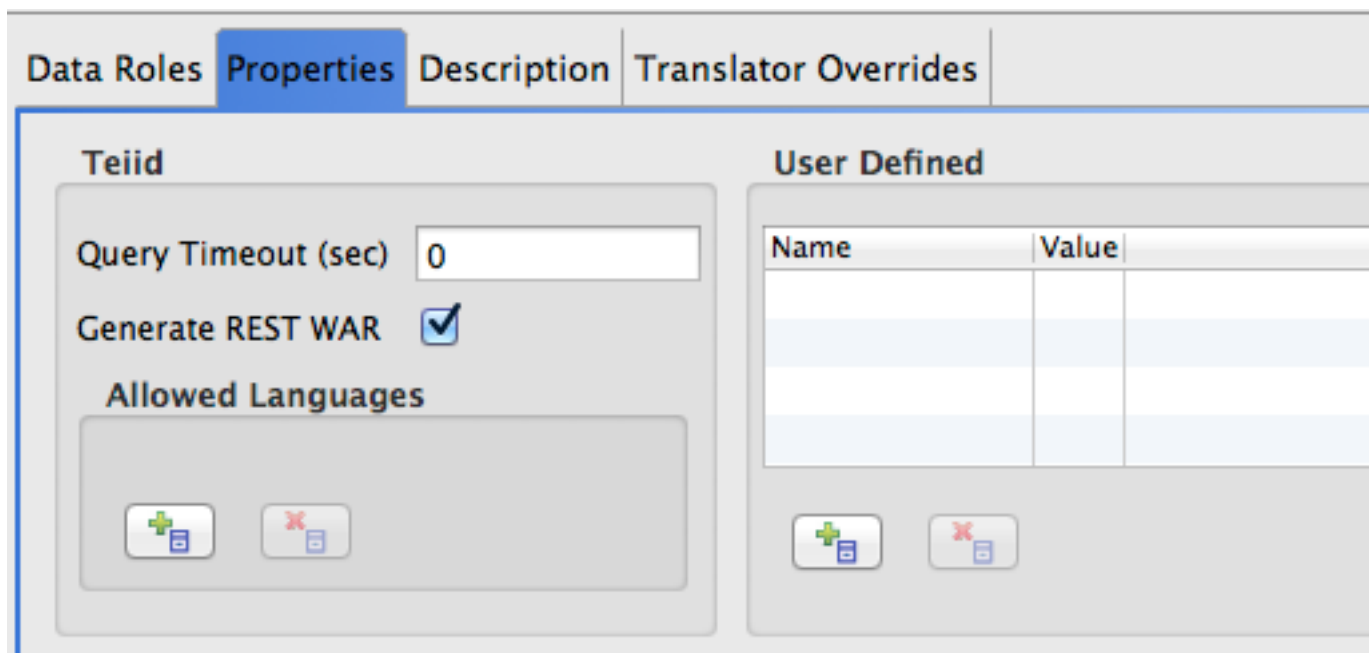 Data Roles Properties Description Translator Overrides
Teiid
Query Timeout (sec) 0
Generate REST WAR
Allowed Languages
User Defined
Name Value